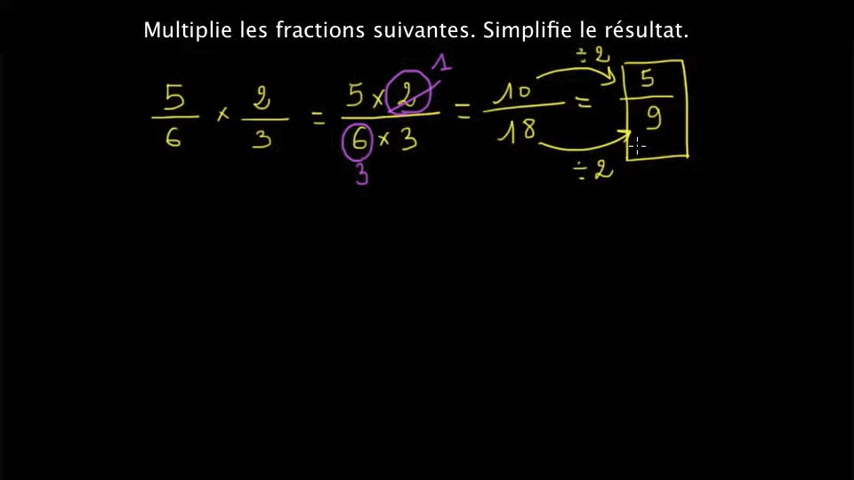 Multiplie les fractions suivantes. Simplifie le résultat.
5/6 × 2/3 = (5 × 2)/(6 × 3) = 10/18 = 5/9
1
3
÷2
÷2